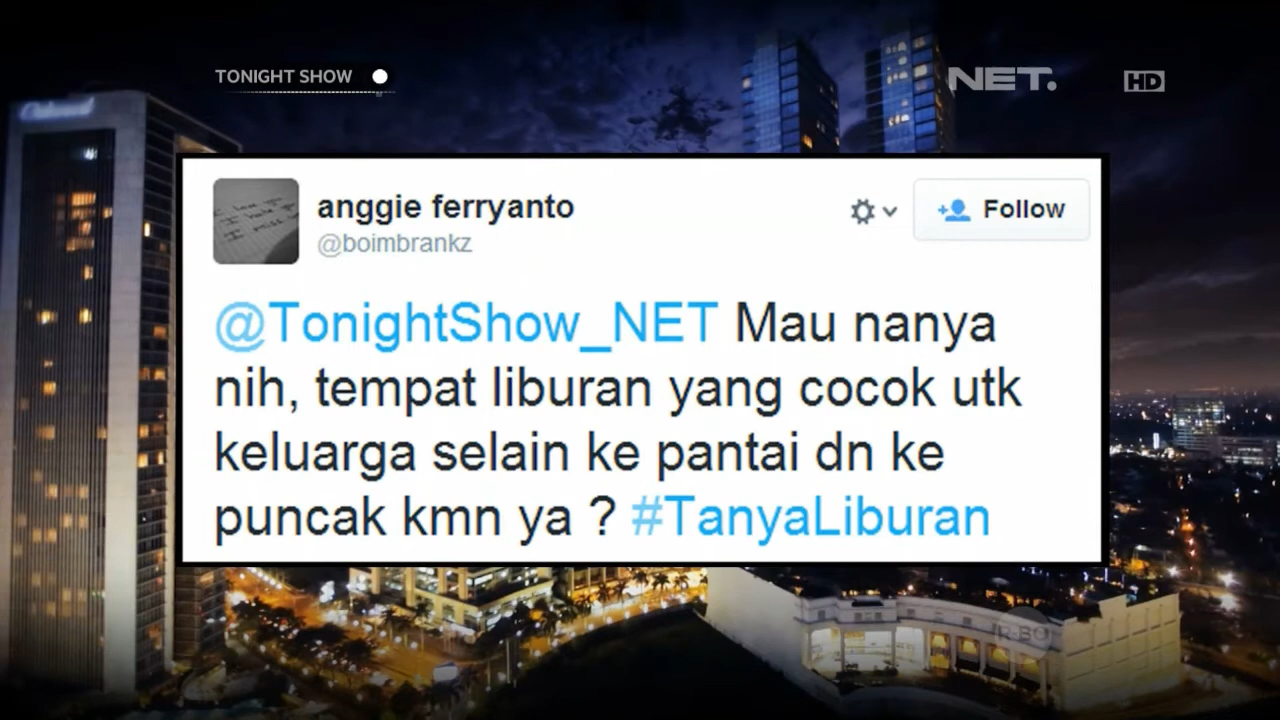 TONIGHT SHOW
NET.
HD
anggie ferryanto
@boimbrankz
Follow
@TonightShow_NET Mau nanya
nih, tempat liburan yang cocok utk
keluarga selain ke pantai dn ke
puncak kmn ya ? #TanyaLiburan
R-BO